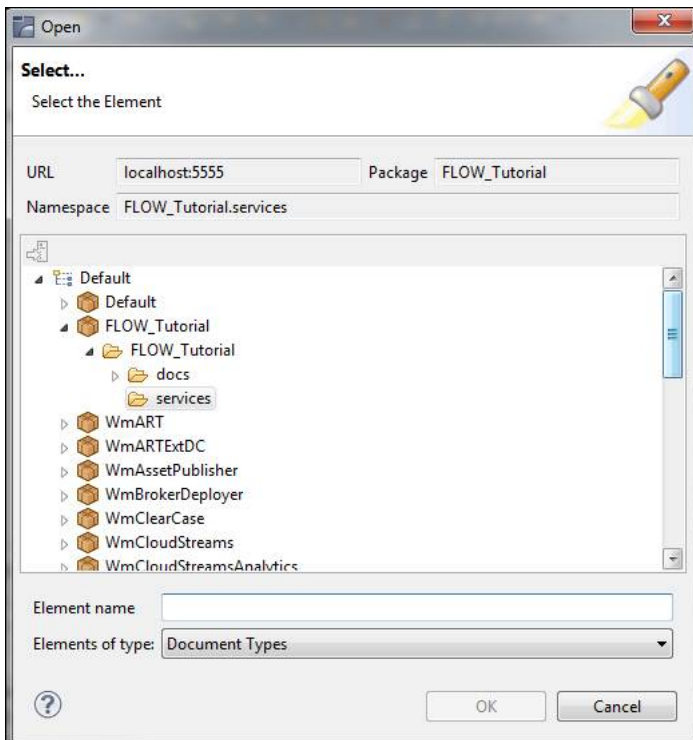 Open
Select...
Select the Element
URL localhost:5555 Package FLOW_Tutorial
Namespace FLOW_Tutorial.services
Default
Default
FLOW_Tutorial
FLOW_Tutorial
docs
services
WmART
WmARTExtDC
WmAssetPublisher
WmBrokerDeployer
WmClearCase
WmCloudStreams
WmCloudStreamsAnalytics
Element name
Elements of type: Document Types
? OK Cancel